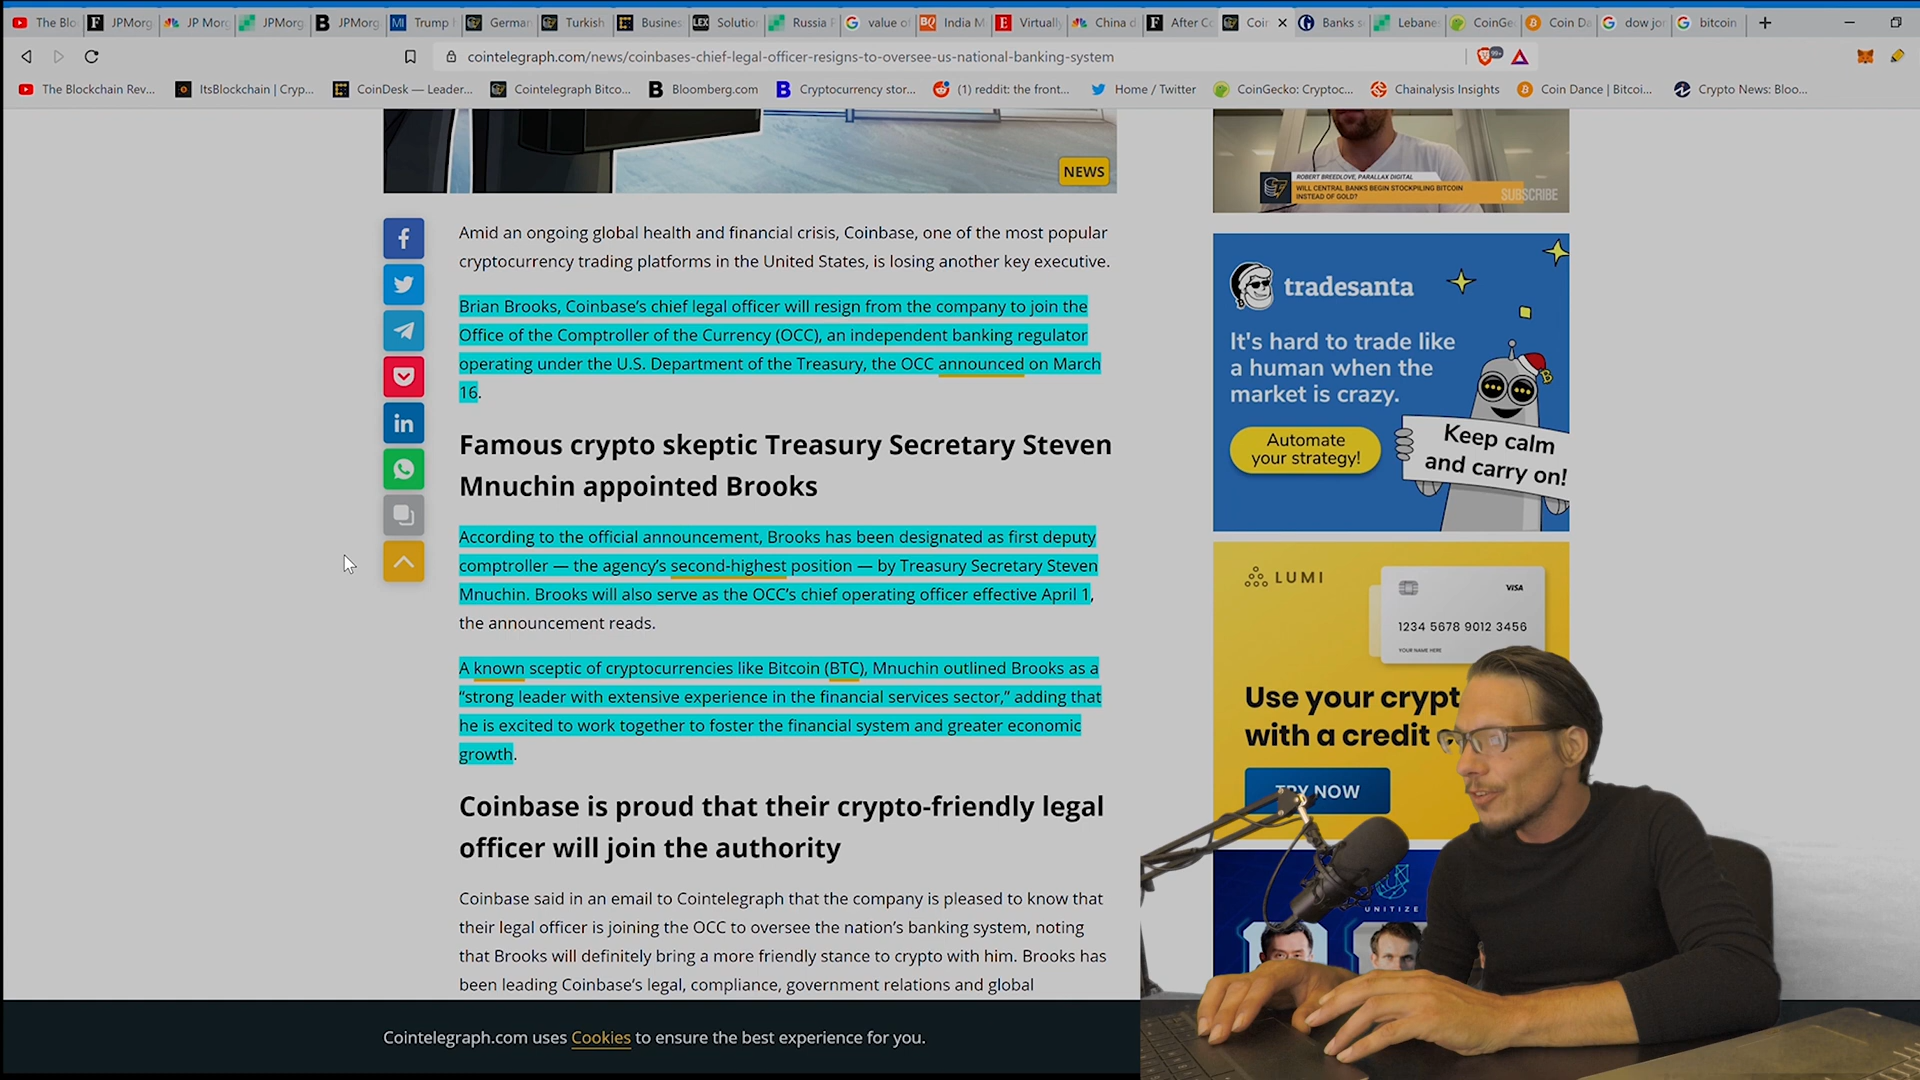 The Blo
JPMorg
JP Morg
JPMorg
JPMorg
Trump
German
Turkish
Busines
Solutio
Russia F
value of
India M
Virtually
China d
After Co
Coin
Banks s
Lebanes
CoinGe
Coin Da
dow jon
bitcoin
cointelegraph.com/news/coinbases-chief-legal-officer-resigns-to-oversee-us-national-banking-system
99+
The Blockchain Rev...
ItsBlockchain | Cryp...
CoinDesk — Leader...
Cointelegraph Bitco...
Bloomberg.com
Cryptocurrency stor...
(1) reddit: the front...
Home / Twitter
CoinGecko: Cryptoc...
Chainalysis Insights
Coin Dance | Bitcoi...
Crypto News: Bloo...
NEWS
ROBERT BREEDLOVE, PARALLAX DIGITAL
WILL CENTRAL BANKS BEGIN STOCKPILING BITCOIN
INSTEAD OF GOLD?
SUBSCRIBE
Amid an ongoing global health and financial crisis, Coinbase, one of the most popular
cryptocurrency trading platforms in the United States, is losing another key executive.
Brian Brooks, Coinbase's chief legal officer will resign from the company to join the
Office of the Comptroller of the Currency (OCC), an independent banking regulator
operating under the U.S. Department of the Treasury, the OCC announced on March
16.
Famous crypto skeptic Treasury Secretary Steven
Mnuchin appointed Brooks
According to the official announcement, Brooks has been designated as first deputy
comptroller — the agency's second-highest position — by Treasury Secretary Steven
Mnuchin. Brooks will also serve as the OCC's chief operating officer effective April 1,
the announcement reads.
A known sceptic of cryptocurrencies like Bitcoin (BTC), Mnuchin outlined Brooks as a
“strong leader with extensive experience in the financial services sector,” adding that
he is excited to work together to foster the financial system and greater economic
growth.
Coinbase is proud that their crypto-friendly legal
officer will join the authority
Coinbase said in an email to Cointelegraph that the company is pleased to know that
their legal officer is joining the OCC to oversee the nation's banking system, noting
that Brooks will definitely bring a more friendly stance to crypto with him. Brooks has
been leading Coinbase's legal, compliance, government relations and global
tradesanta
It's hard to trade like
a human when the
market is crazy.
Automate
your strategy!
Keep calm
and carry on!
LUMI
VISA
1234 5678 9012 3456
YOUR NAME HERE
Use your crypt
with a credit
TRY NOW
UNITIZE
Cointelegraph.com uses Cookies to ensure the best experience for you.